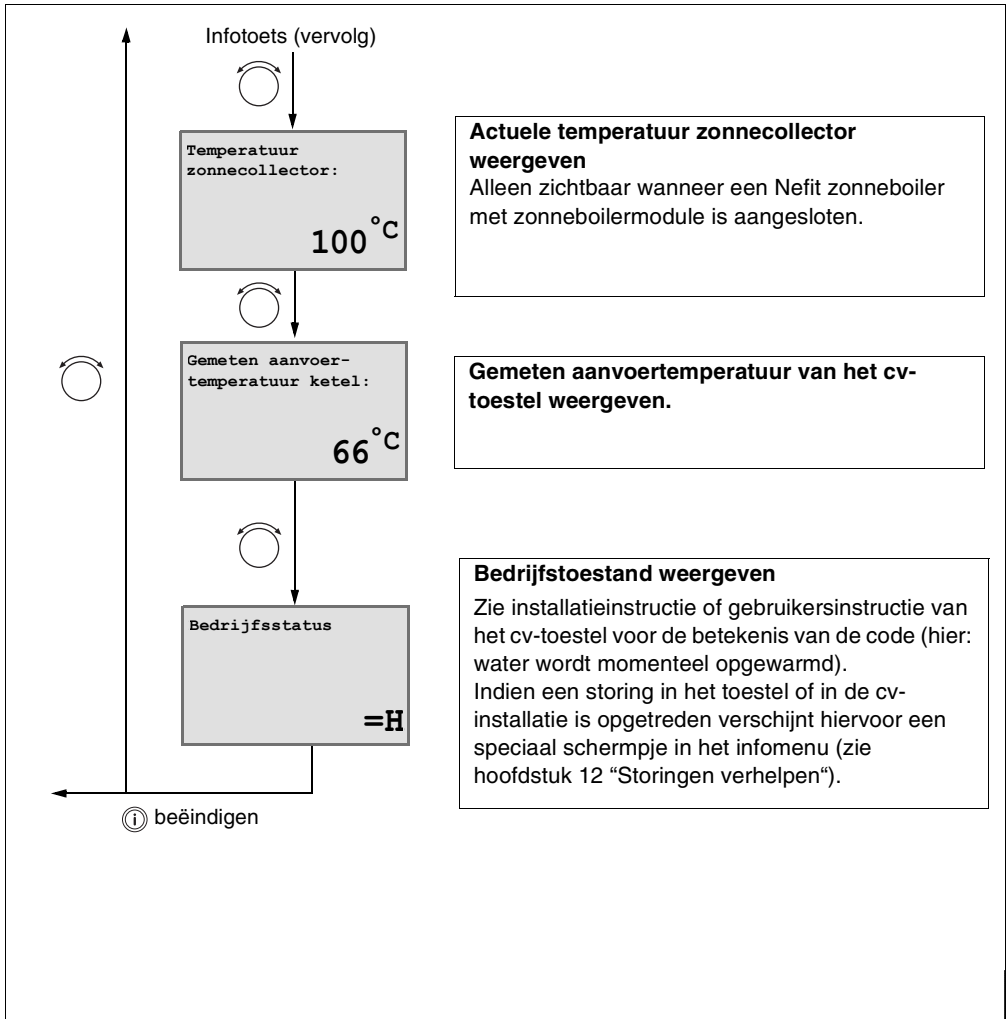 Infotoets (vervolg)
Temperatuur
zonnecollector:
100°C
Actuele temperatuur zonnecollector
weergeven
Alleen zichtbaar wanneer een Nefit zonneboiler
met zonneboilermodule is aangesloten.
Gemeten aanvoer-
temperatuur ketel:
66°C
Gemeten aanvoertemperatuur van het cv-
toestel weergeven.
Bedrijfsstatus
=H
Bedrijfstoestand weergeven
Zie installatieinstructie of gebruikersinstructie van
het cv-toestel voor de betekenis van de code (hier:
water wordt momenteel opgewarmd).
Indien een storing in het toestel of in de cv-
installatie is opgetreden verschijnt hiervoor een
speciaal schermpje in het infomenu (zie
hoofdstuk 12 “Storingen verhelpen“).
i beëindigen